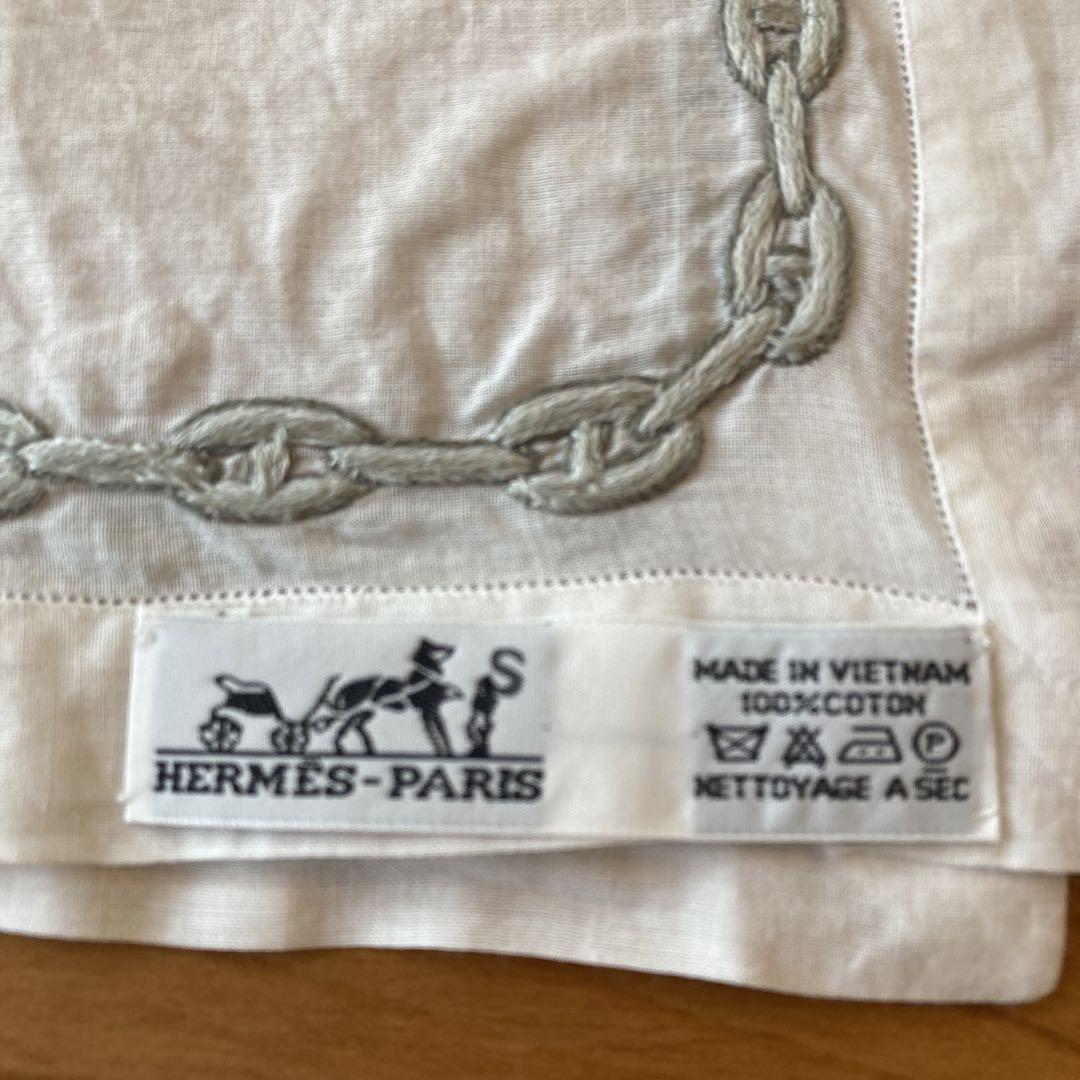 S
HERMÈS-PARIS
MADE IN VIETNAM
100%COTON
P
NETTOYAGE A SEC